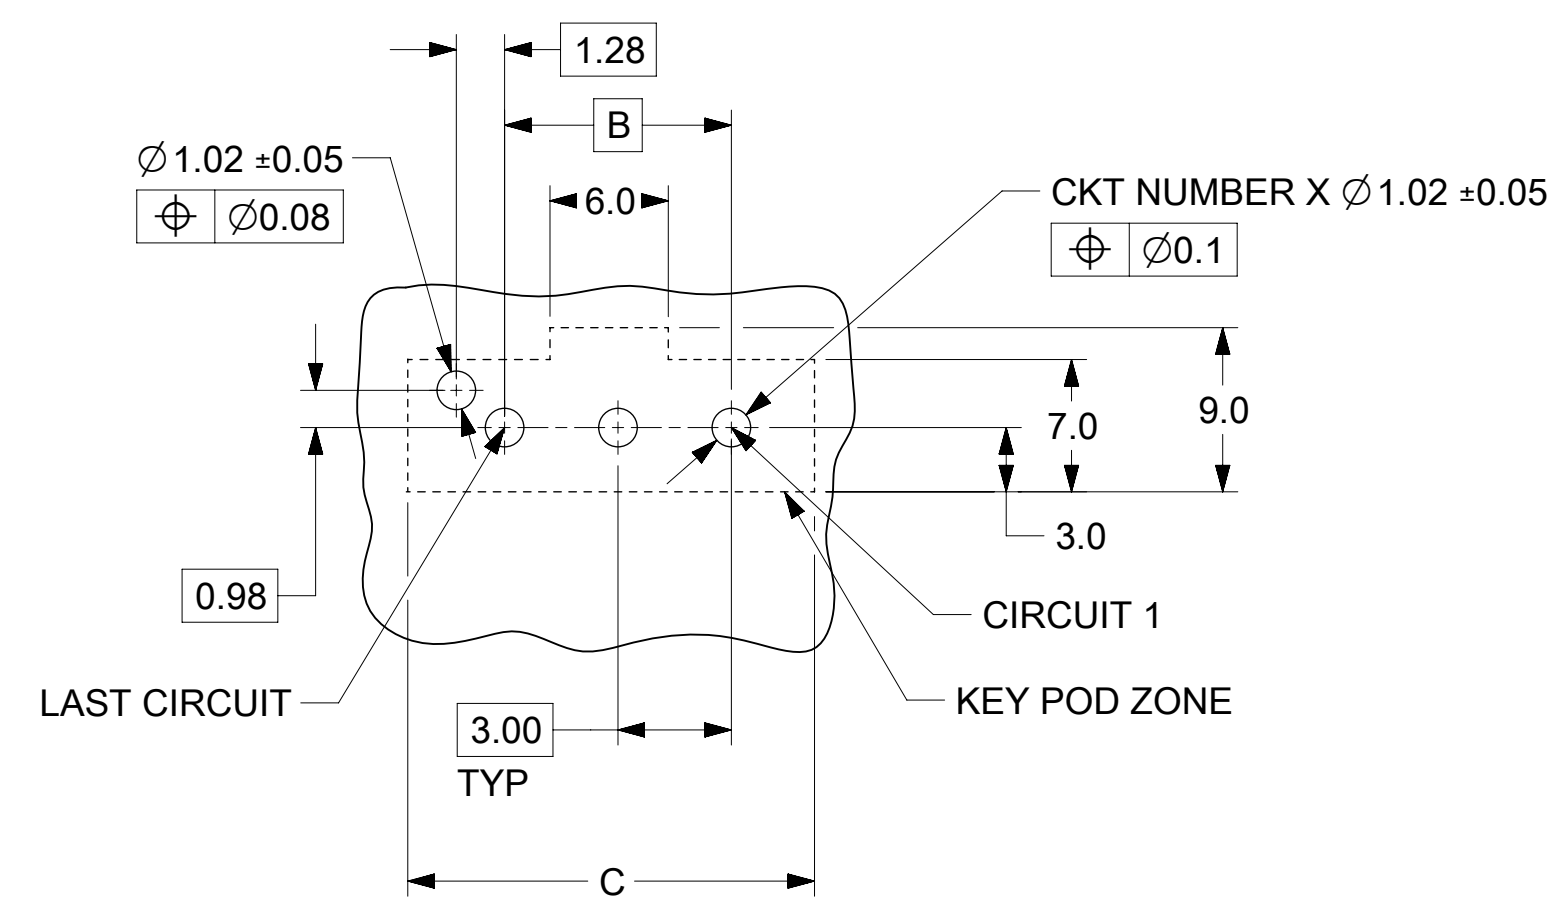 1.28
B
⌀1.02 ±0.05
⌖ ⌀0.08
6.0
CKT NUMBER X ⌀1.02 ±0.05
⌖ ⌀0.1
9.0
7.0
3.0
0.98
CIRCUIT 1
LAST CIRCUIT
KEY POD ZONE
3.00
TYP
C